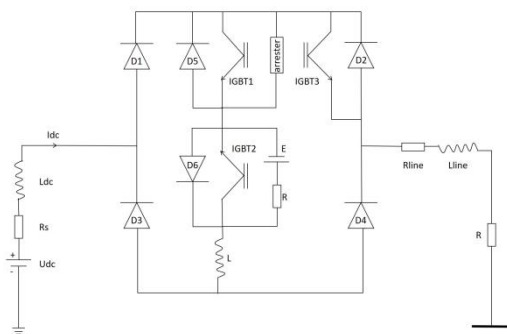 D1
D5
IGBT1
arrester
IGBT3
D2
Idc
IGBT2
E
D6
Rline
Lline
Ldc
R
D3
D4
Rs
R
L
+
Udc
-